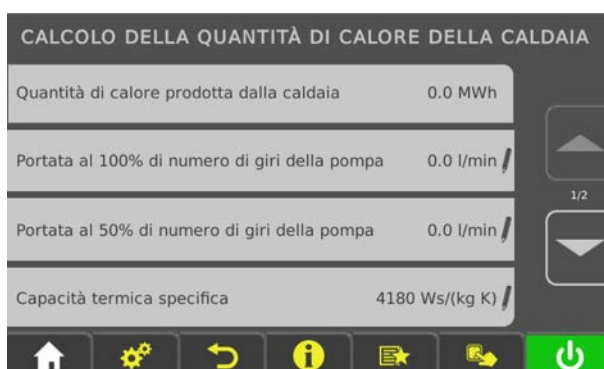 CALCOLO DELLA QUANTITÀ DI CALORE DELLA CALDAIA
Quantità di calore prodotta dalla caldaia 0.0 MWh
Portata al 100% di numero di giri della pompa 0.0 l/min
1/2
Portata al 50% di numero di giri della pompa 0.0 l/min
Capacità termica specifica 4180 Ws/(kg K)